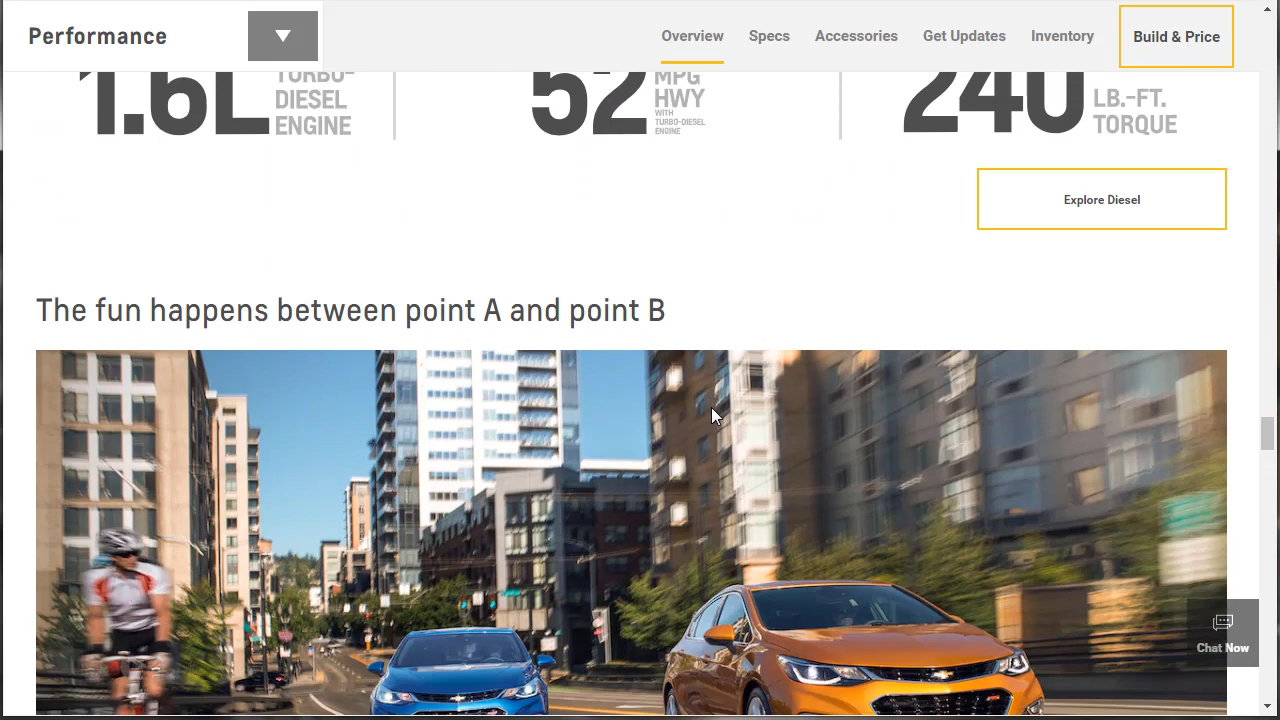 Performance
Overview
Specs
Accessories
Get Updates
Inventory
Build & Price
1.6L
TURBO-
DIESEL
ENGINE
52
MPG
HWY
WITH
TURBO-DIESEL
ENGINE
240
LB.-FT.
TORQUE
Explore Diesel
The fun happens between point A and point B
Chat Now